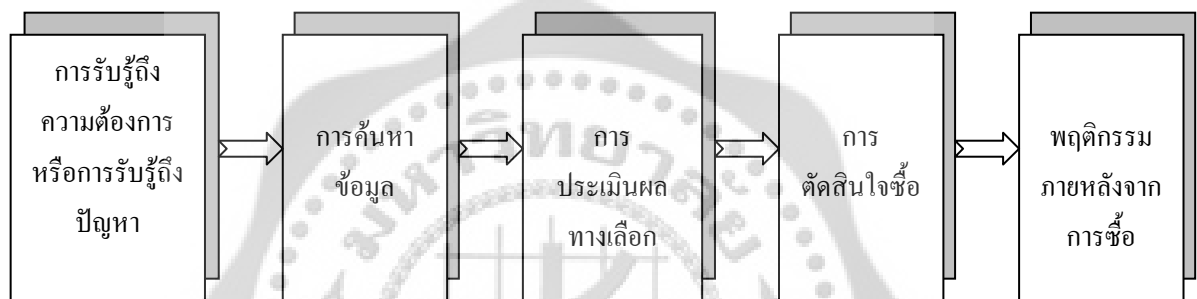 การรับรู้ถึง
ความต้องการ
หรือการรับรู้ถึง
ปัญหา
การค้นหา
ข้อมูล
การ
ประเมินผล
ทางเลือก
การ
ตัดสินใจซื้อ
พฤติกรรม
ภายหลังจาก
การซื้อ